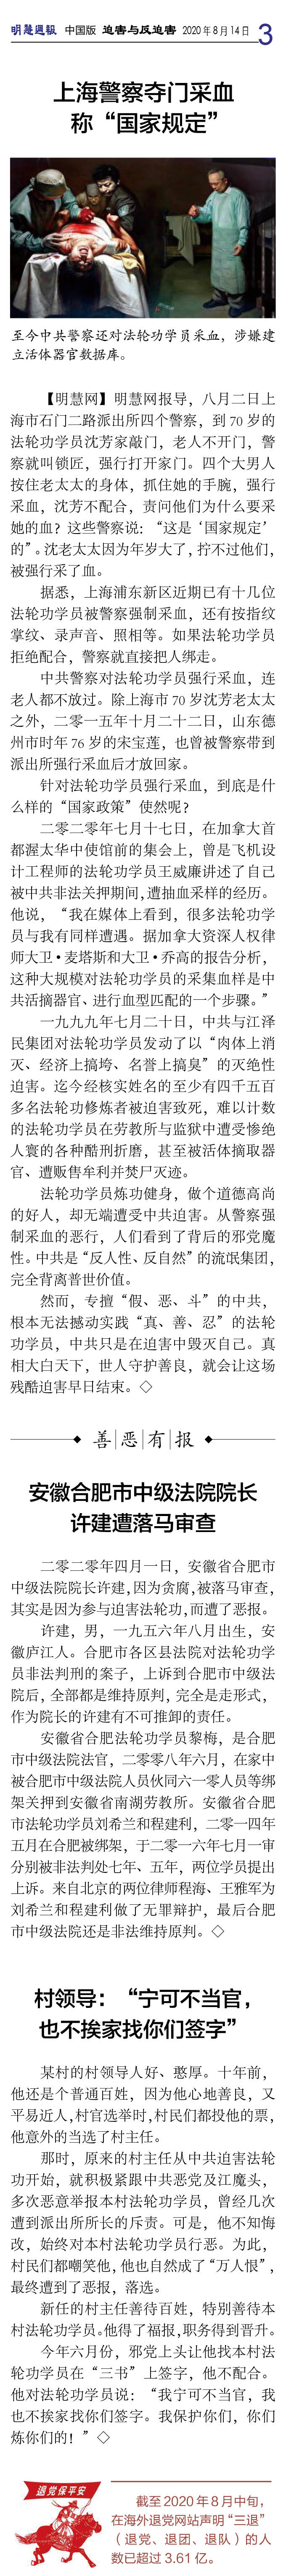 明慧週報 中国版 迫害与反迫害 2020年8月14日 3
上海警察夺门采血
称“国家规定”
至今中共警察还对法轮功学员采血，涉嫌建
立活体器官数据库。
【明慧网】明慧网报导，八月二日上
海市石门二路派出所四个警察，到 70 岁的
法轮功学员沈芳家敲门，老人不开门，警
察就叫锁匠，强行打开家门。四个大男人
按住老太太的身体，抓住她的手腕，强行
采血，沈芳不配合，责问他们为什么要采
她的血？这些警察说：“这是‘国家规定’
的”。沈老太太因为年岁大了，拧不过他们，
被强行采了血。
据悉，上海浦东新区近期已有十几位
法轮功学员被警察强制采血，还有按指纹
掌纹、录声音、照相等。如果法轮功学员
拒绝配合，警察就直接把人绑走。
中共警察对法轮功学员强行采血，连
老人都不放过。除上海市 70 岁沈芳老太太
之外，二零一五年十月二十二日，山东德
州市时年 76 岁的宋宝莲，也曾被警察带到
派出所强行采血后才放回家。
针对法轮功学员强行采血，到底是什
么样的“国家政策”使然呢？
二零二零年七月十七日，在加拿大首
都渥太华中使馆前的集会上，曾是飞机设
计工程师的法轮功学员王威廉讲述了自己
被中共非法关押期间，遭抽血采样的经历。
他说，“我在媒体上看到，很多法轮功学
员与我有同样遭遇。据加拿大资深人权律
师大卫·麦塔斯和大卫·乔高的报告分析，
这种大规模对法轮功学员的采集血样是中
共活摘器官、进行血型匹配的一个步骤。”
一九九九年七月二十日，中共与江泽
民集团对法轮功学员发动了以“肉体上消
灭、经济上搞垮、名誉上搞臭”的灭绝性
迫害。迄今经核实姓名的至少有四千五百
多名法轮功修炼者被迫害致死，难以计数
的法轮功学员在劳教所与监狱中遭受惨绝
人寰的各种酷刑折磨，甚至被活体摘取器
官、遭贩售牟利并焚尸灭迹。
法轮功学员炼功健身，做个道德高尚
的好人，却无端遭受中共迫害。从警察强
制采血的恶行，人们看到了背后的邪党魔
性。中共是“反人性、反自然”的流氓集团，
完全背离普世价值。
然而，专擅“假、恶、斗”的中共，
根本无法撼动实践“真、善、忍”的法轮
功学员，中共只是在迫害中毁灭自己。真
相大白天下，世人守护善良，就会让这场
残酷迫害早日结束。◇
善恶有报
安徽合肥市中级法院院长
许建遭落马审查
二零二零年四月一日，安徽省合肥市
中级法院院长许建，因为贪腐，被落马审查，
其实是因为参与迫害法轮功，而遭了恶报。
许建，男，一九五六年八月出生，安
徽庐江人。合肥市各区县法院对法轮功学
员非法判刑的案子，上诉到合肥市中级法
院后，全部都是维持原判，完全是走形式，
作为院长的许建有不可推卸的责任。
安徽省合肥法轮功学员黎梅，是合肥
市中级法院法官，二零零八年六月，在家中
被合肥市中级法院人员伙同六一零人员等绑
架关押到安徽省南湖劳教所。安徽省合肥
市法轮功学员刘希兰和程建利，二零一四年
五月在合肥被绑架，于二零一六年七月一审
分别被非法判处七年、五年，两位学员提出
上诉。来自北京的两位律师程海、王雅军为
刘希兰和程建利做了无罪辩护，最后合肥
市中级法院还是非法维持原判。◇
村领导：“宁可不当官，
也不挨家找你们签字”
某村的村领导人好、憨厚。十年前，
他还是个普通百姓，因为他心地善良，又
平易近人，村官选举时，村民们都投他的票，
他意外的当选了村主任。
那时，原来的村主任从中共迫害法轮
功开始，就积极紧跟中共恶党及江魔头，
多次恶意举报本村法轮功学员，曾经几次
遭到派出所所长的斥责。可是，他不知悔
改，始终对本村法轮功学员行恶。为此，
村民们都嘲笑他，他也自然成了“万人恨”，
最终遭到了恶报，落选。
新任的村主任善待百姓，特别善待本
村法轮功学员。他得了福报，职务得到晋升。
今年六月份，邪党上头让他找本村法
轮功学员在“三书”上签字，他不配合。
他对法轮功学员说：“我宁可不当官，我
也不挨家找你们签字。我保护你们，你们
炼你们的！”◇
退党保平安
截至 2020 年 8 月中旬，
在海外退党网站声明“三退”
（退党、退团、退队）的人
数已超过 3.61 亿。